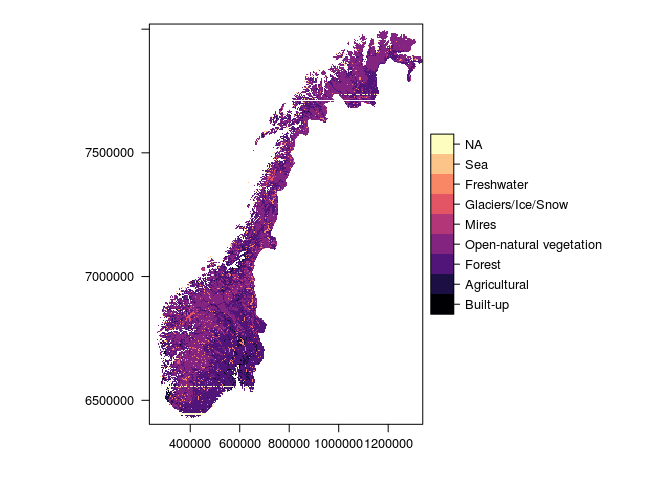 7500000
7000000
6500000
400000 600000 800000 1000000 1200000
NA
Sea
Freshwater
Glaciers/Ice/Snow
Mires
Open-natural vegetation
Forest
Agricultural
Built-up